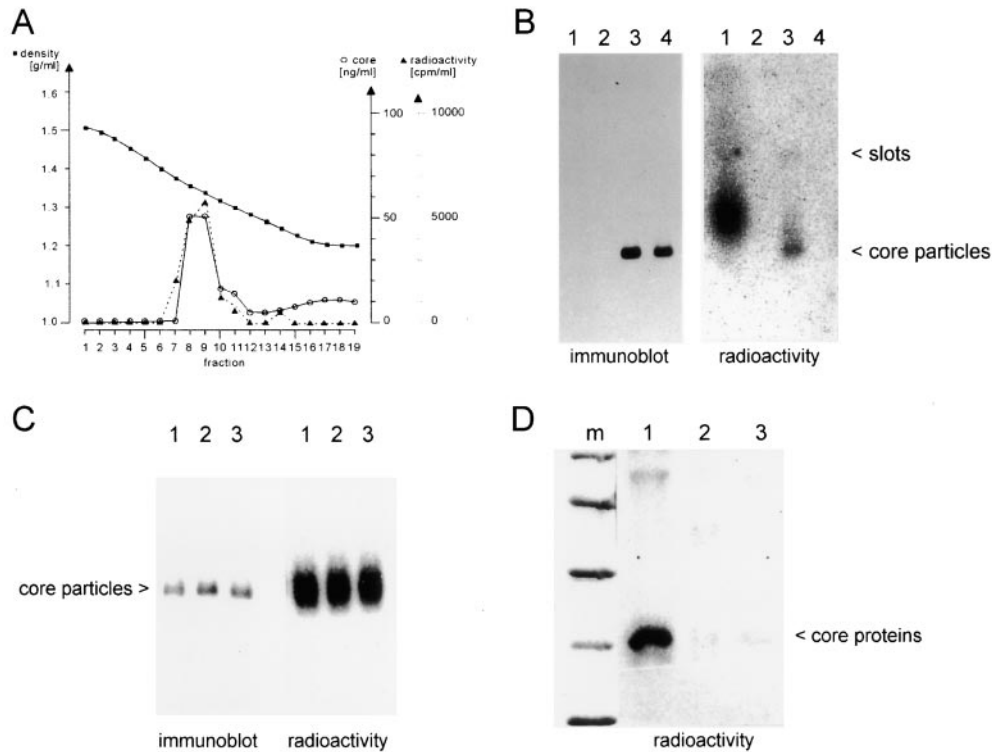 A
density
[g/ml]
core
[ng/ml]
radioactivity
[cpm/ml]
1.6
1.5
1.4
1.3
1.2
1.1
1.0
100
50
0
10000
5000
0
1 2 3 4 5 6 7 8 9 10 11 12 13 14 15 16 17 18 19
fraction
B
1 2 3 4 1 2 3 4
< slots
< core particles
immunoblot radioactivity
C
1 2 3 1 2 3
core particles >
immunoblot radioactivity
D
m 1 2 3
< core proteins
radioactivity